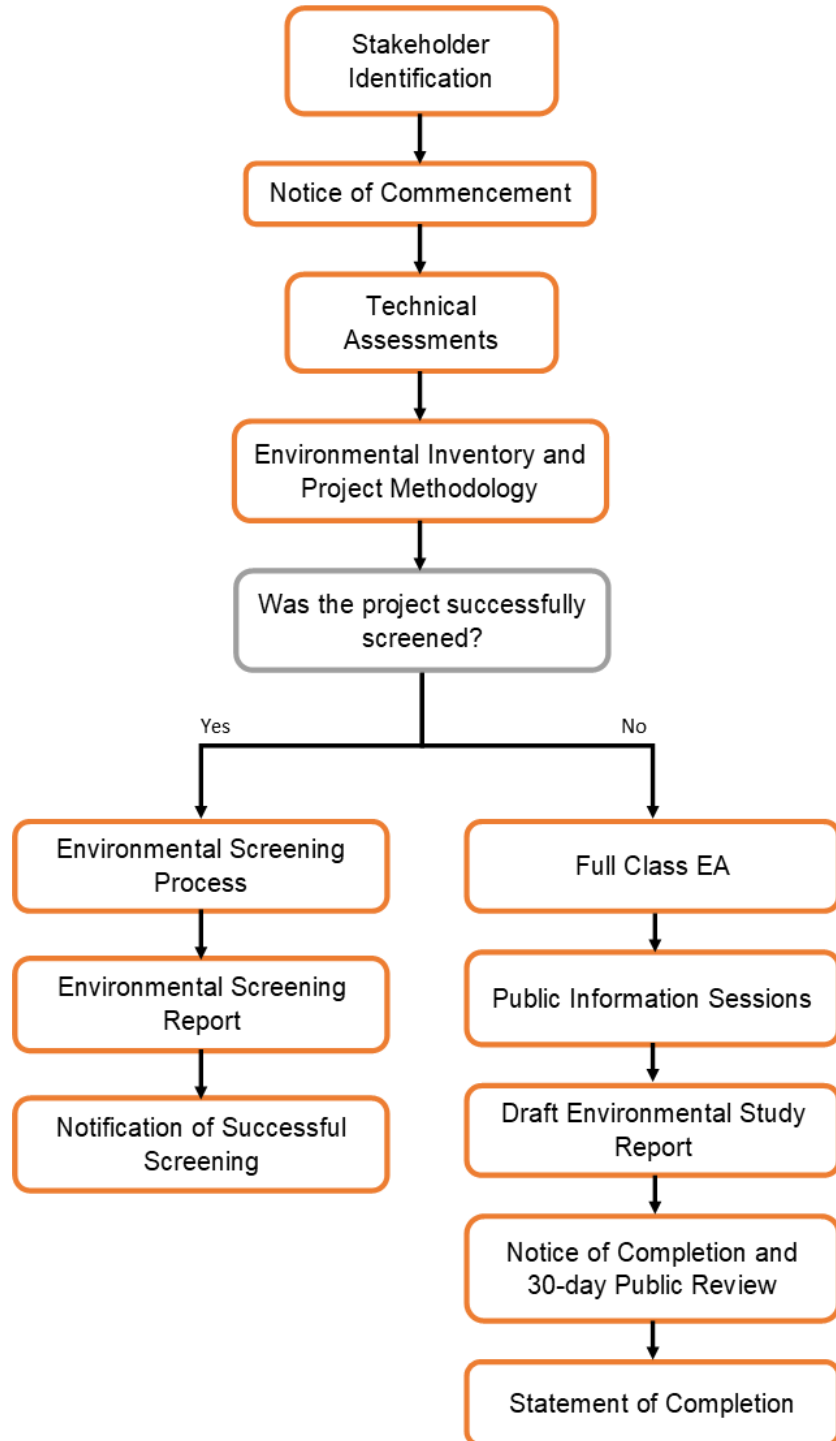 Stakeholder
Identification
Notice of Commencement
Technical
Assessments
Environmental Inventory and
Project Methodology
Was the project successfully
screened?
Yes
No
Environmental Screening
Process
Environmental Screening
Report
Notification of Successful
Screening
Full Class EA
Public Information Sessions
Draft Environmental Study
Report
Notice of Completion and
30-day Public Review
Statement of Completion